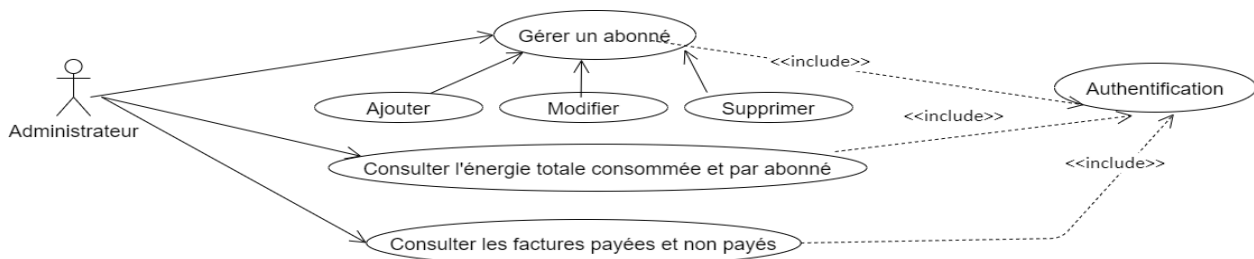 Gérer un abonné
<<include>>
Authentification
Ajouter
Modifier
Supprimer
<<include>>
Administrateur
Consulter l'énergie totale consommée et par abonné
<<include>>
Consulter les factures payées et non payés